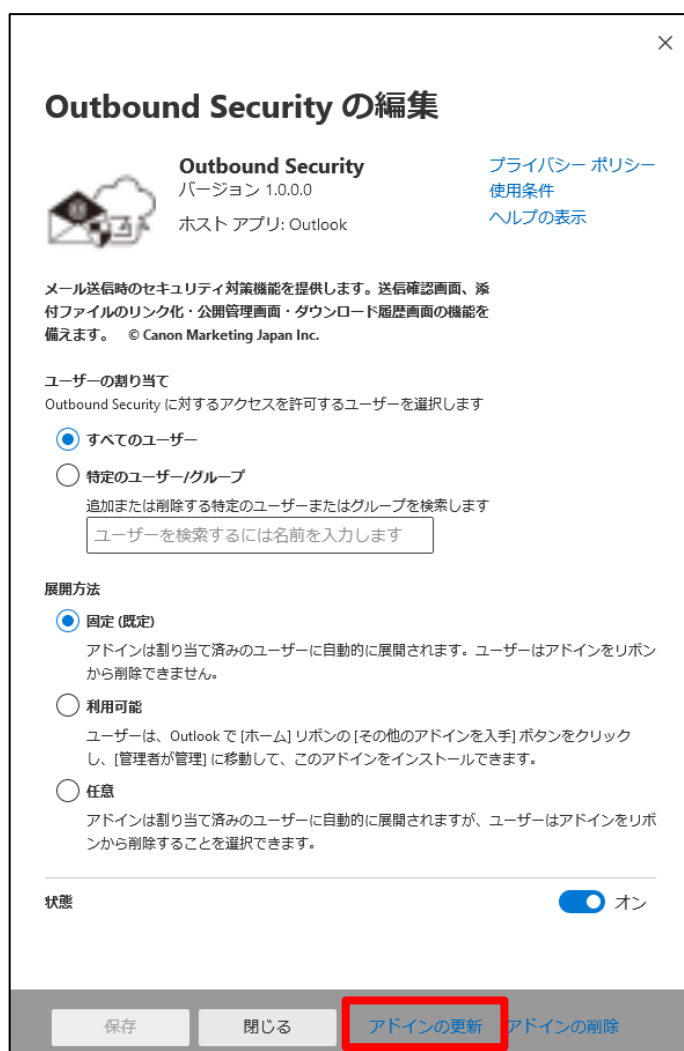 Outbound Security の編集
Outbound Security
バージョン 1.0.0.0
ホスト アプリ: Outlook
プライバシー ポリシー
使用条件
ヘルプの表示
メール送信時のセキュリティ対策機能を提供します。送信確認画面、添
付ファイルのリンク化・公開管理画面・ダウンロード履歴画面の機能を
備えます。 © Canon Marketing Japan Inc.
ユーザーの割り当て
Outbound Security に対するアクセスを許可するユーザーを選択します
すべてのユーザー
特定のユーザー/グループ
追加または削除する特定のユーザーまたはグループを検索します
ユーザーを検索するには名前を入力します
展開方法
固定 (既定)
アドインは割り当て済みのユーザーに自動的に展開されます。ユーザーはアドインをリボン
から削除できません。
利用可能
ユーザーは、Outlook で [ホーム] リボンの [その他のアドインを入手] ボタンをクリック
し、[管理者が管理] に移動して、このアドインをインストールできます。
任意
アドインは割り当て済みのユーザーに自動的に展開されますが、ユーザーはアドインをリボ
ンから削除することを選択できます。
状態
オン
保存
閉じる
アドインの更新
アドインの削除